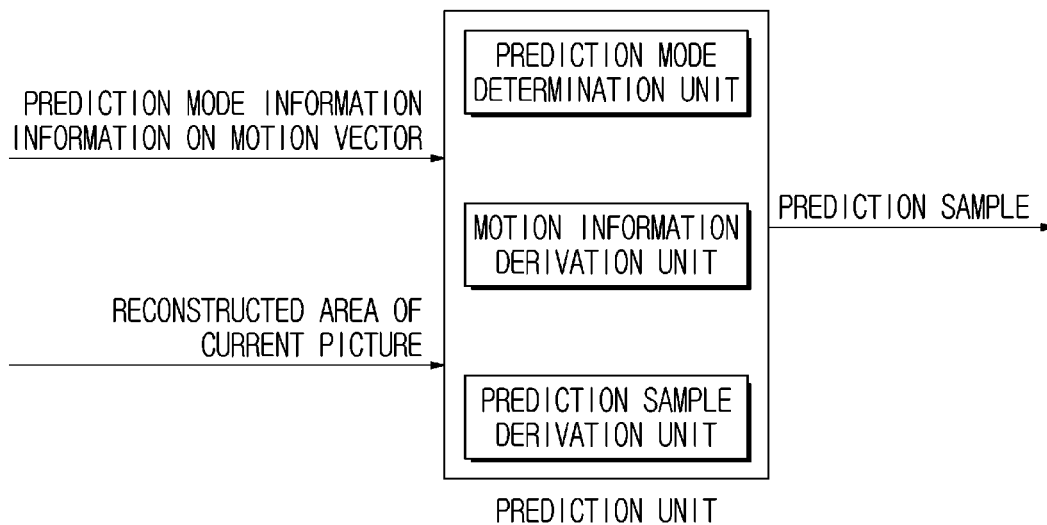 PREDICTION MODE
DETERMINATION UNIT
PREDICTION MODE INFORMATION
INFORMATION ON MOTION VECTOR
MOTION INFORMATION
DERIVATION UNIT
PREDICTION SAMPLE
RECONSTRUCTED AREA OF
CURRENT PICTURE
PREDICTION SAMPLE
DERIVATION UNIT
PREDICTION UNIT